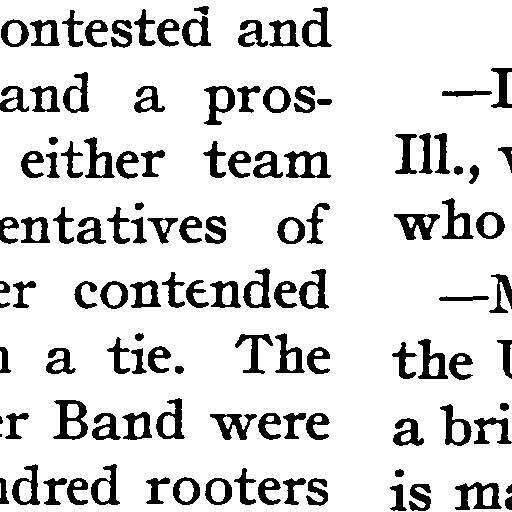 ontested and
and a pros-
either team
entatives of
er contended
a tie. The
er Band were
ndred rooters
Ill.,
who
the
a bri
is ma